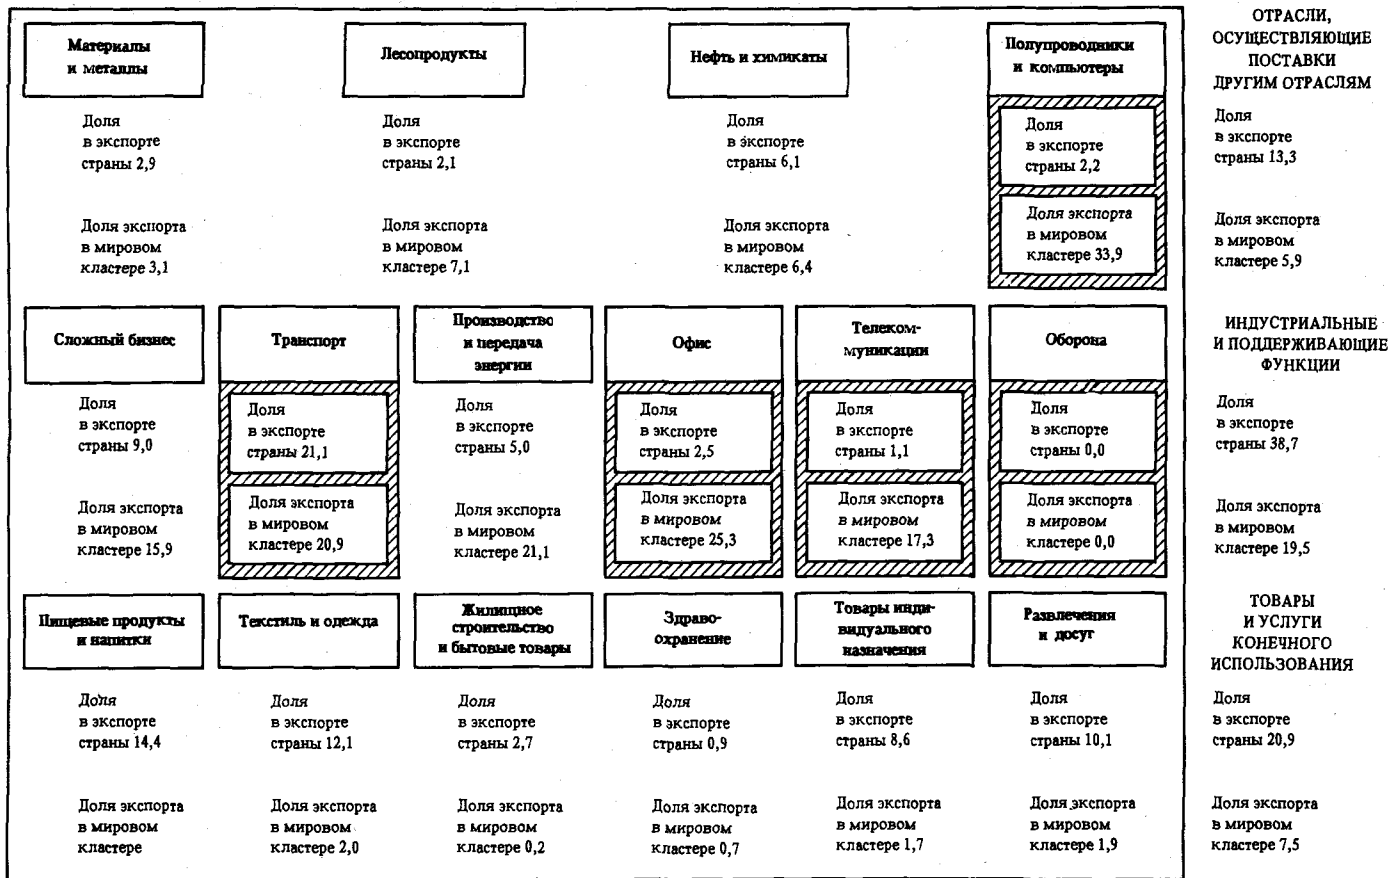 Материалы
и металлы
Доля
в экспорте
страны 2,9
Доля экспорта
в мировом
кластере 3,1
Лесопродукты
Доля
в экспорте
страны 2,1
Доля экспорта
в мировом
кластере 7,1
Нефть и химикаты
Доля
в экспорте
страны 6,1
Доля экспорта
в мировом
кластере 6,4
Полупроводники
и компьютеры
Доля
в экспорте
страны 2,2
Доля экспорта
в мировом
кластере 33,9
ОТРАСЛИ,
ОСУЩЕСТВЛЯЮЩИЕ
ПОСТАВКИ
ДРУГИМ ОТРАСЛЯМ
Доля
в экспорте
страны 13,3
Доля экспорта
в мировом
кластере 5,9
Сложный бизнес
Доля
в экспорте
страны 9,0
Доля экспорта
в мировом
кластере 15,9
Транспорт
Доля
в экспорте
страны 21,1
Доля экспорта
в мировом
кластере 20,9
Производство
и передача
энергии
Доля
в экспорте
страны 5,0
Доля экспорта
в мировом
кластере 21,1
Офис
Доля
в экспорте
страны 2,5
Доля экспорта
в мировом
кластере 25,3
Телеком-
муникации
Доля
в экспорте
страны 1,1
Доля экспорта
в мировом
кластере 17,3
Оборона
Доля
в экспорте
страны 0,0
Доля экспорта
в мировом
кластере 0,0
ИНДУСТРИАЛЬНЫЕ
И ПОДДЕРЖИВАЮЩИЕ
ФУНКЦИИ
Доля
в экспорте
страны 38,7
Доля экспорта
в мировом
кластере 19,5
Пищевые продукты
и напитки
Доля
в экспорте
страны 14,4
Доля экспорта
в мировом
кластере
Текстиль и одежда
Доля
в экспорте
страны 12,1
Доля экспорта
в мировом
кластере 2,0
Жилищное
строительство
и бытовые товары
Доля
в экспорте
страны 2,7
Доля экспорта
в мировом
кластере 0,2
Здраво-
охранение
Доля
в экспорте
страны 0,9
Доля экспорта
в мировом
кластере 0,7
Товары инди-
видуального
назначения
Доля
в экспорте
страны 8,6
Доля экспорта
в мировом
кластере 1,7
Развлечения
и досуг
Доля
в экспорте
страны 10,1
Доля экспорта
в мировом
кластере 1,9
ТОВАРЫ
И УСЛУГИ
КОНЕЧНОГО
ИСПОЛЬЗОВАНИЯ
Доля
в экспорте
страны 20,9
Доля экспорта
в мировом
кластере 7,5